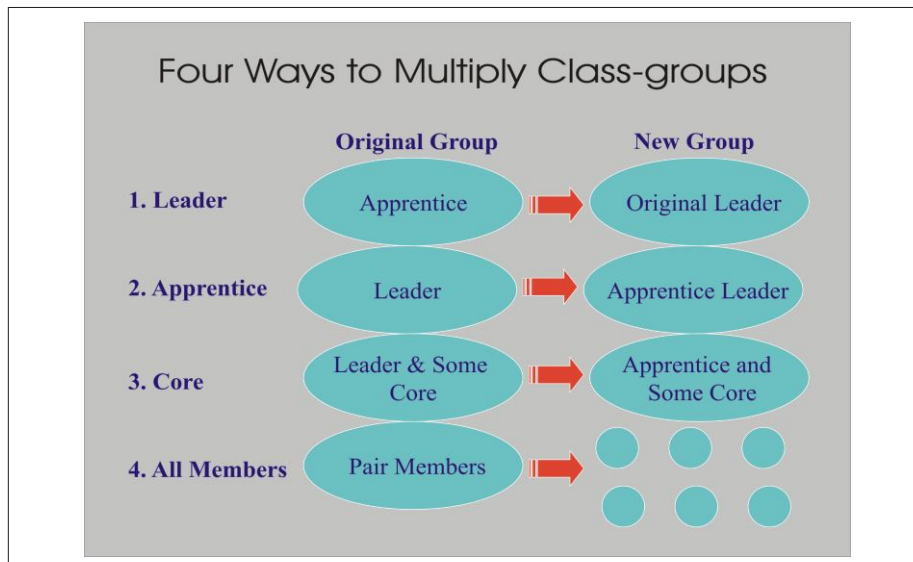 Four Ways to Multiply Class-groups
Original Group
New Group
1. Leader
Apprentice
Original Leader
2. Apprentice
Leader
Apprentice Leader
3. Core
Leader & Some
Core
Apprentice and
Some Core
4. All Members
Pair Members